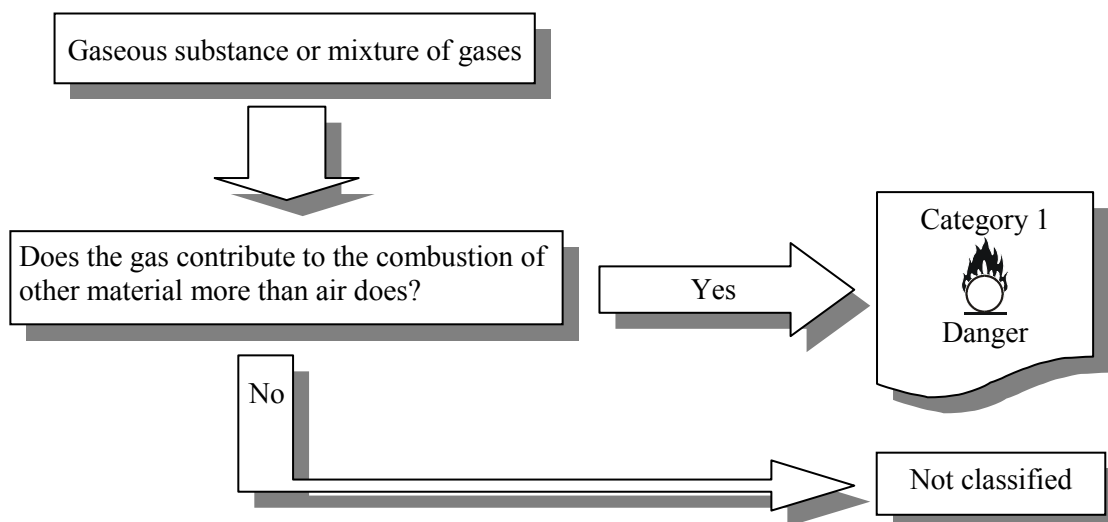 Gaseous substance or mixture of gases
Does the gas contribute to the combustion of
other material more than air does?
Yes
Category 1
Danger
No
Not classified